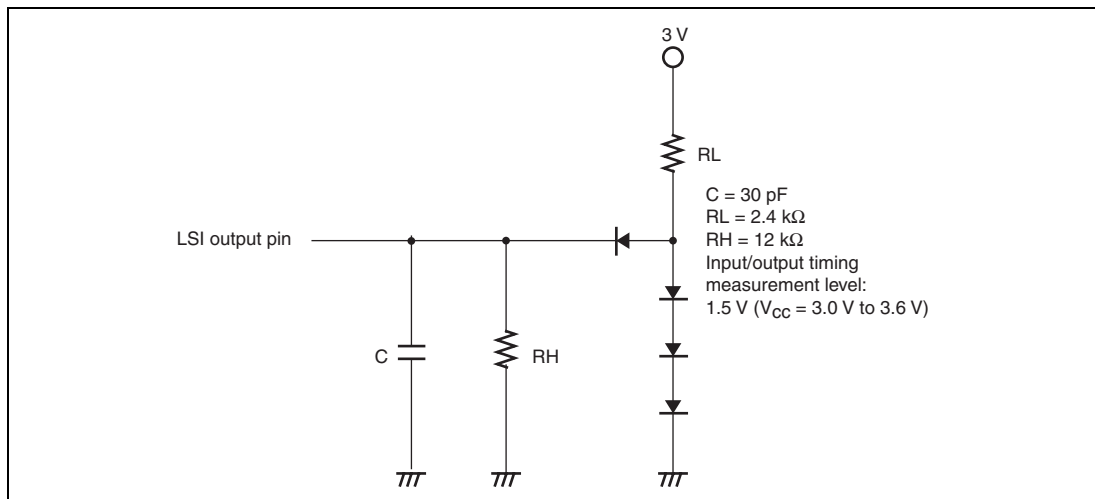 3 V
RL
C = 30 pF
RL = 2.4 kΩ
RH = 12 kΩ
Input/output timing
measurement level:
1.5 V (VCC = 3.0 V to 3.6 V)
LSI output pin
C
RH